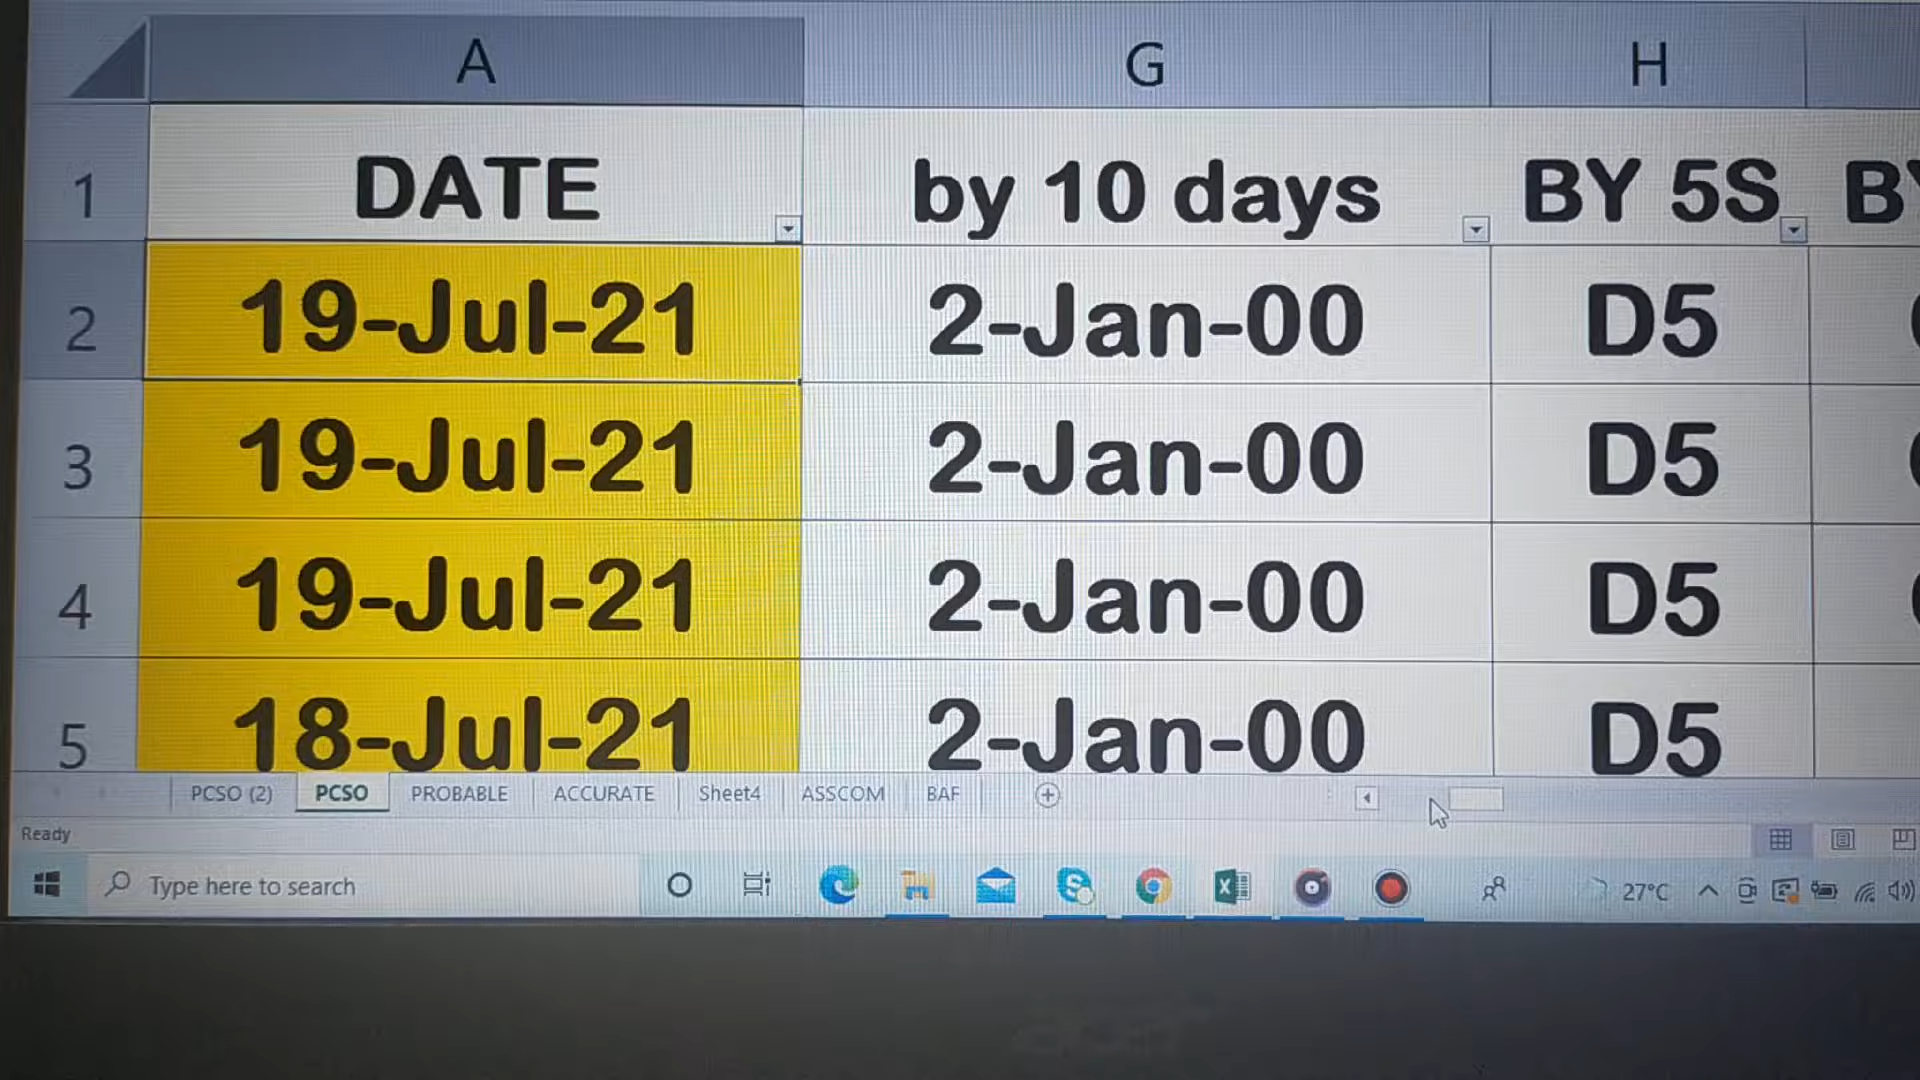 A G H
1 DATE by 10 days BY 5S
2 19-Jul-21 2-Jan-00 D5
3 19-Jul-21 2-Jan-00 D5
4 19-Jul-21 2-Jan-00 D5
5 18-Jul-21 2-Jan-00 D5
PCSO (2) PCSO PROBABLE ACCURATE Sheet4 ASSCOM BAF
Ready
Type here to search 27°C